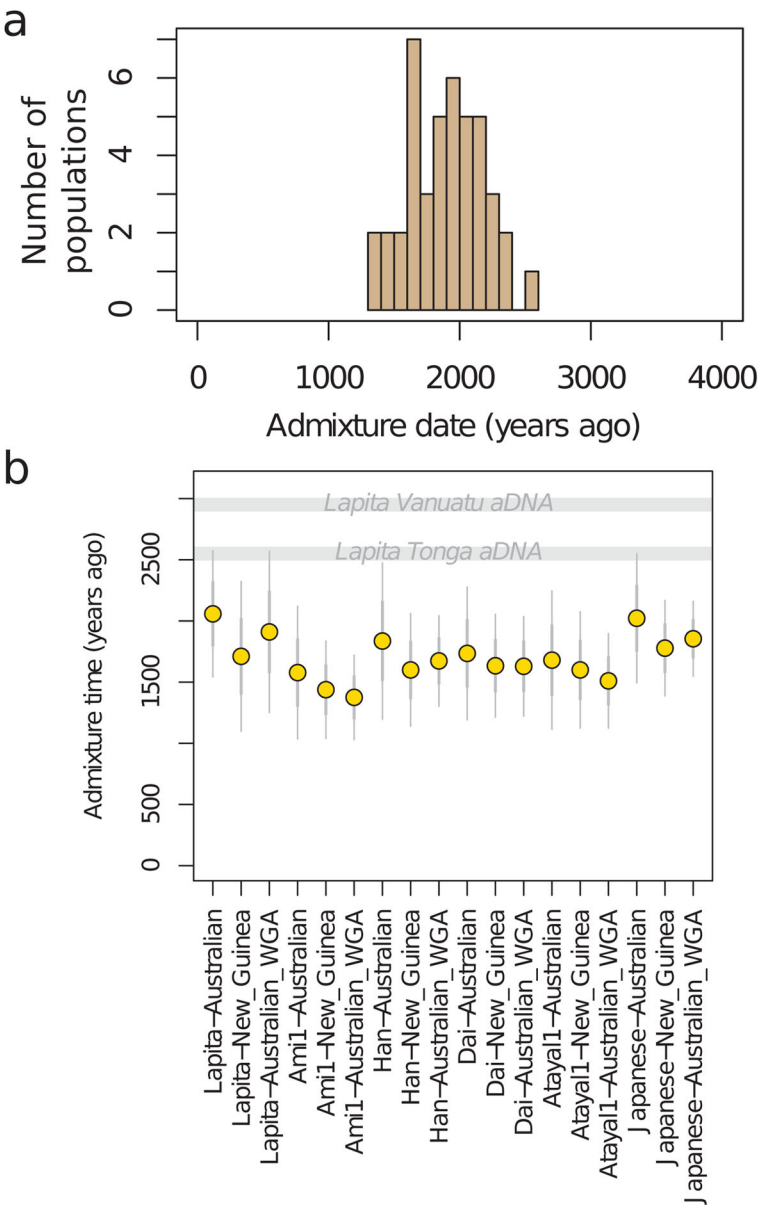 a
Number of
populations
6
4
2
0
0 1000 2000 3000 4000
Admixture date (years ago)
b
Lapita Vanuatu aDNA
Lapita Tonga aDNA
Admixture time (years ago)
2500
1500
500
0
Lapita−Australian
Lapita−New_Guinea
Lapita−Australian_WGA
Ami1−Australian
Ami1−New_Guinea
Ami1−Australian_WGA
Han−Australian
Han−New_Guinea
Han−Australian_WGA
Dai−Australian
Dai−New_Guinea
Dai−Australian_WGA
Atayal1−Australian
Atayal1−New_Guinea
Atayal1−Australian_WGA
Japanese−Australian
Japanese−New_Guinea
Japanese−Australian_WGA